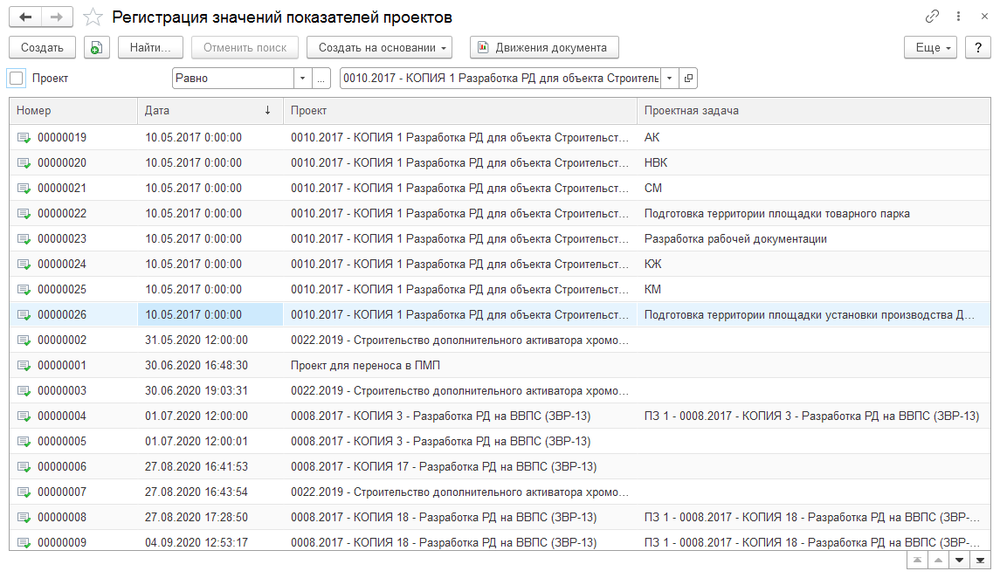 Регистрация значений показателей проектов
Создать Найти... Отменить поиск Создать на основании Движения документа Еще ?
Проект Равно ... 0010.2017 - КОПИЯ 1 Разработка РД для объекта Строитель
Номер Дата ↓ Проект Проектная задача
00000019 10.05.2017 0:00:00 0010.2017 - КОПИЯ 1 Разработка РД для объекта Строительст... АК
00000020 10.05.2017 0:00:00 0010.2017 - КОПИЯ 1 Разработка РД для объекта Строительст... НВК
00000021 10.05.2017 0:00:00 0010.2017 - КОПИЯ 1 Разработка РД для объекта Строительст... СМ
00000022 10.05.2017 0:00:00 0010.2017 - КОПИЯ 1 Разработка РД для объекта Строительст... Подготовка территории площадки товарного парка
00000023 10.05.2017 0:00:00 0010.2017 - КОПИЯ 1 Разработка РД для объекта Строительст... Разработка рабочей документации
00000024 10.05.2017 0:00:00 0010.2017 - КОПИЯ 1 Разработка РД для объекта Строительст... КЖ
00000025 10.05.2017 0:00:00 0010.2017 - КОПИЯ 1 Разработка РД для объекта Строительст... КМ
00000026 10.05.2017 0:00:00 0010.2017 - КОПИЯ 1 Разработка РД для объекта Строительст... Подготовка территории площадки установки производства Д...
00000002 31.05.2020 12:00:00 0022.2019 - Строительство дополнительного активатора хромо...
00000001 30.06.2020 16:48:30 Проект для переноса в ПМП
00000003 30.06.2020 19:03:31 0022.2019 - Строительство дополнительного активатора хромо...
00000004 01.07.2020 12:00:00 0008.2017 - КОПИЯ 3 - Разработка РД на ВВПС (ЗВР-13) ПЗ 1 - 0008.2017 - КОПИЯ 3 - Разработка РД на ВВПС (ЗВР-13)
00000005 01.07.2020 12:00:01 0008.2017 - КОПИЯ 3 - Разработка РД на ВВПС (ЗВР-13)
00000006 27.08.2020 16:41:53 0008.2017 - КОПИЯ 17 - Разработка РД на ВВПС (ЗВР-13)
00000007 27.08.2020 16:43:54 0022.2019 - Строительство дополнительного активатора хромо...
00000008 27.08.2020 17:28:50 0008.2017 - КОПИЯ 18 - Разработка РД на ВВПС (ЗВР-13) ПЗ 1 - 0008.2017 - КОПИЯ 18 - Разработка РД на ВВПС (ЗВР-...
00000009 04.09.2020 12:53:17 0008.2017 - КОПИЯ 18 - Разработка РД на ВВПС (ЗВР-13) ПЗ 1 - 0008.2017 - КОПИЯ 18 - Разработка РД на ВВПС (ЗВР-...